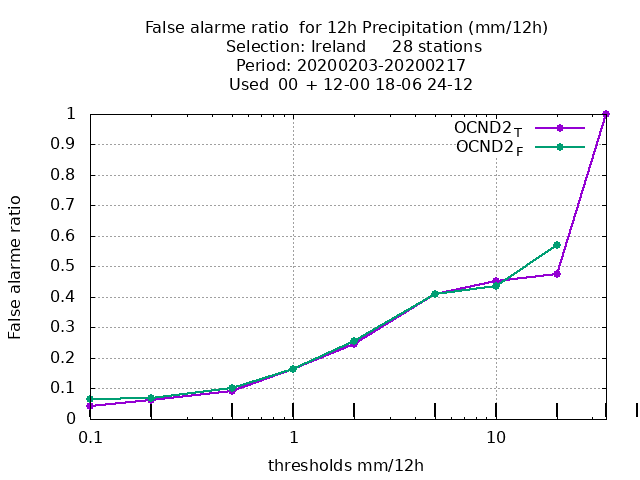 False alarme ratio  for 12h Precipitation (mm/12h)
Selection: Ireland     28 stations
Period: 20200203-20200217
Used  00  + 12-00 18-06 24-12
OCND2_T
OCND2_F
False alarme ratio
1
0.9
0.8
0.7
0.6
0.5
0.4
0.3
0.2
0.1
0
0.1
1
10
thresholds mm/12h